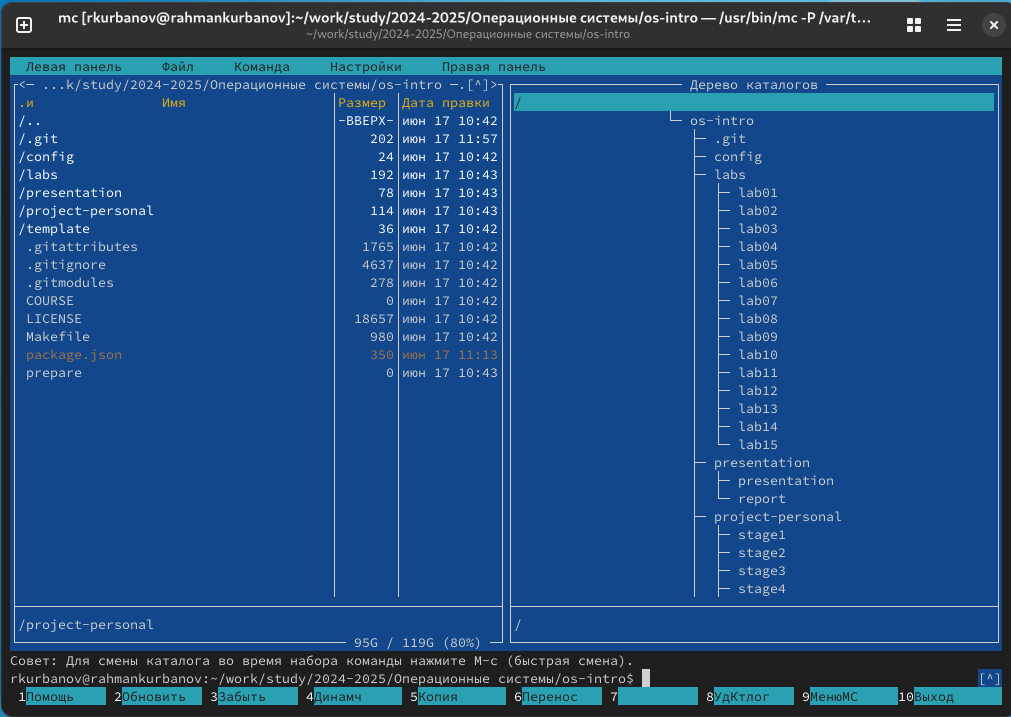 mc [rkurbanov@rahmankurbanov]:~/work/study/2024-2025/Операционные системы/os-intro — /usr/bin/mc -P /var/t…
~/work/study/2024-2025/Операционные системы/os-intro
Левая панель Файл Команда Настройки Правая панель
<— ...k/study/2024-2025/Операционные системы/os-intro —.[^]>
.и Имя Размер Дата правки
/.. -ВВЕРХ- июн 17 10:42
/.git 202 июн 17 11:57
/config 24 июн 17 10:42
/labs 192 июн 17 10:43
/presentation 78 июн 17 10:43
/project-personal 114 июн 17 10:43
/template 36 июн 17 10:42
.gitattributes 1765 июн 17 10:42
.gitignore 4637 июн 17 10:42
.gitmodules 278 июн 17 10:42
COURSE 0 июн 17 10:42
LICENSE 18657 июн 17 10:42
Makefile 980 июн 17 10:42
package.json 350 июн 17 11:13
prepare 0 июн 17 10:43
/project-personal
95G / 119G (80%)
Дерево каталогов
/
os-intro
.git
config
labs
lab01
lab02
lab03
lab04
lab05
lab06
lab07
lab08
lab09
lab10
lab11
lab12
lab13
lab14
lab15
presentation
presentation
report
project-personal
stage1
stage2
stage3
stage4
/
Совет: Для смены каталога во время набора команды нажмите M-c (быстрая смена).
rkurbanov@rahmankurbanov:~/work/study/2024-2025/Операционные системы/os-intro$ [^]
1Помощь 2Обновить 3Забыть 4Динамч 5Копия 6Перенос 7 8УдКтлог 9МенюМС 10Выход